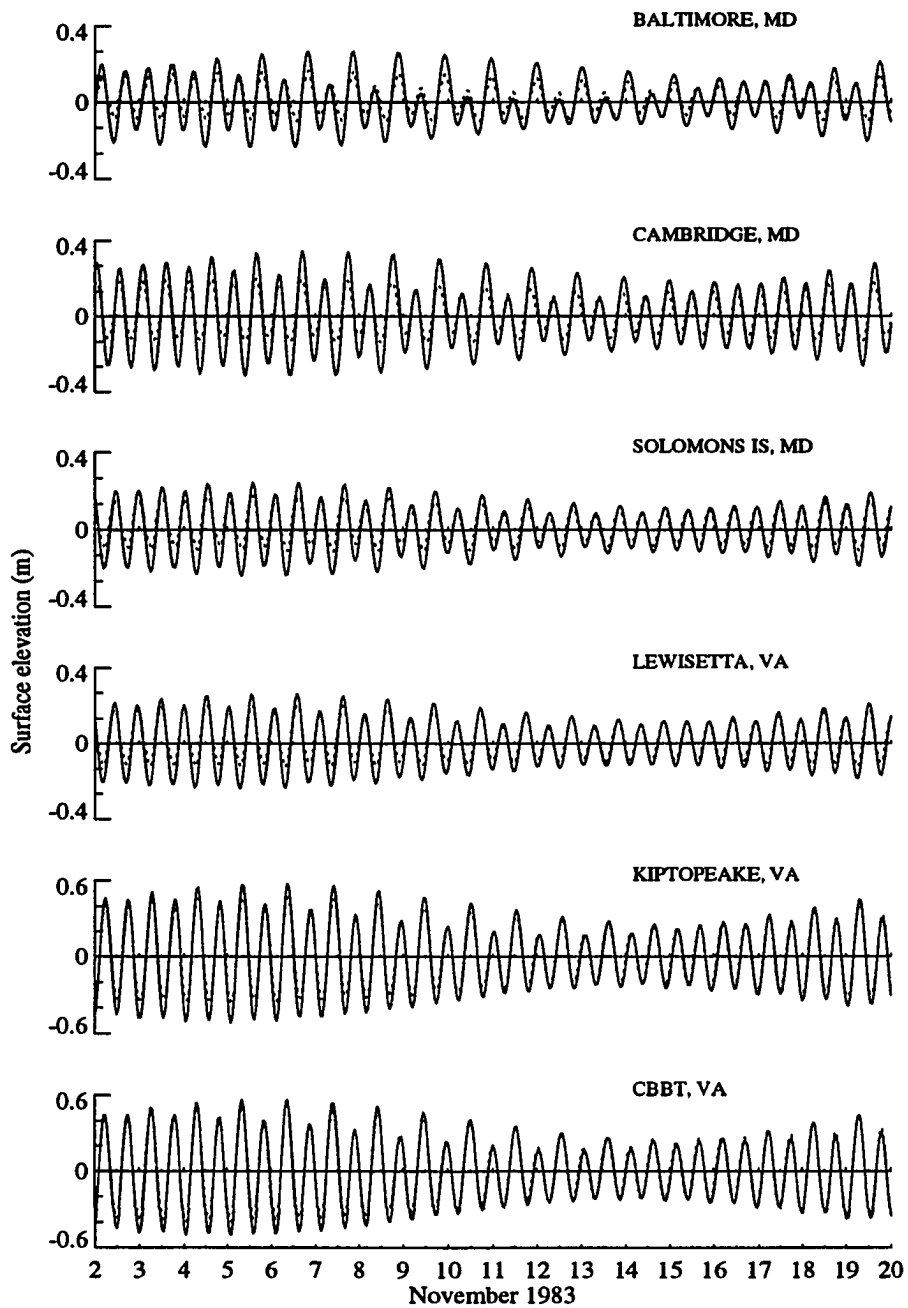 BALTIMORE, MD
0.4
0
-0.4
CAMBRIDGE, MD
0.4
0
-0.4
SOLOMONS IS, MD
0.4
0
-0.4
LEWISETTA, VA
0.4
0
-0.4
KIPTOPEAKE, VA
0.6
0
-0.6
CBBT, VA
0.6
0
-0.6
Surface elevation (m)
2 3 4 5 6 7 8 9 10 11 12 13 14 15 16 17 18 19 20
November 1983